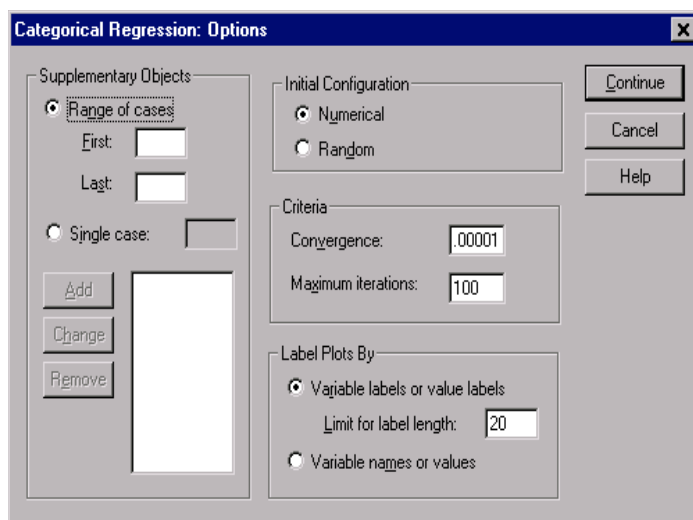 Categorical Regression: Options
Supplementary Objects
Range of cases
First:
Last:
Single case:
Add
Change
Remove
Initial Configuration
Numerical
Random
Criteria
Convergence: .00001
Maximum iterations: 100
Label Plots By
Variable labels or value labels
Limit for label length: 20
Variable names or values
Continue
Cancel
Help